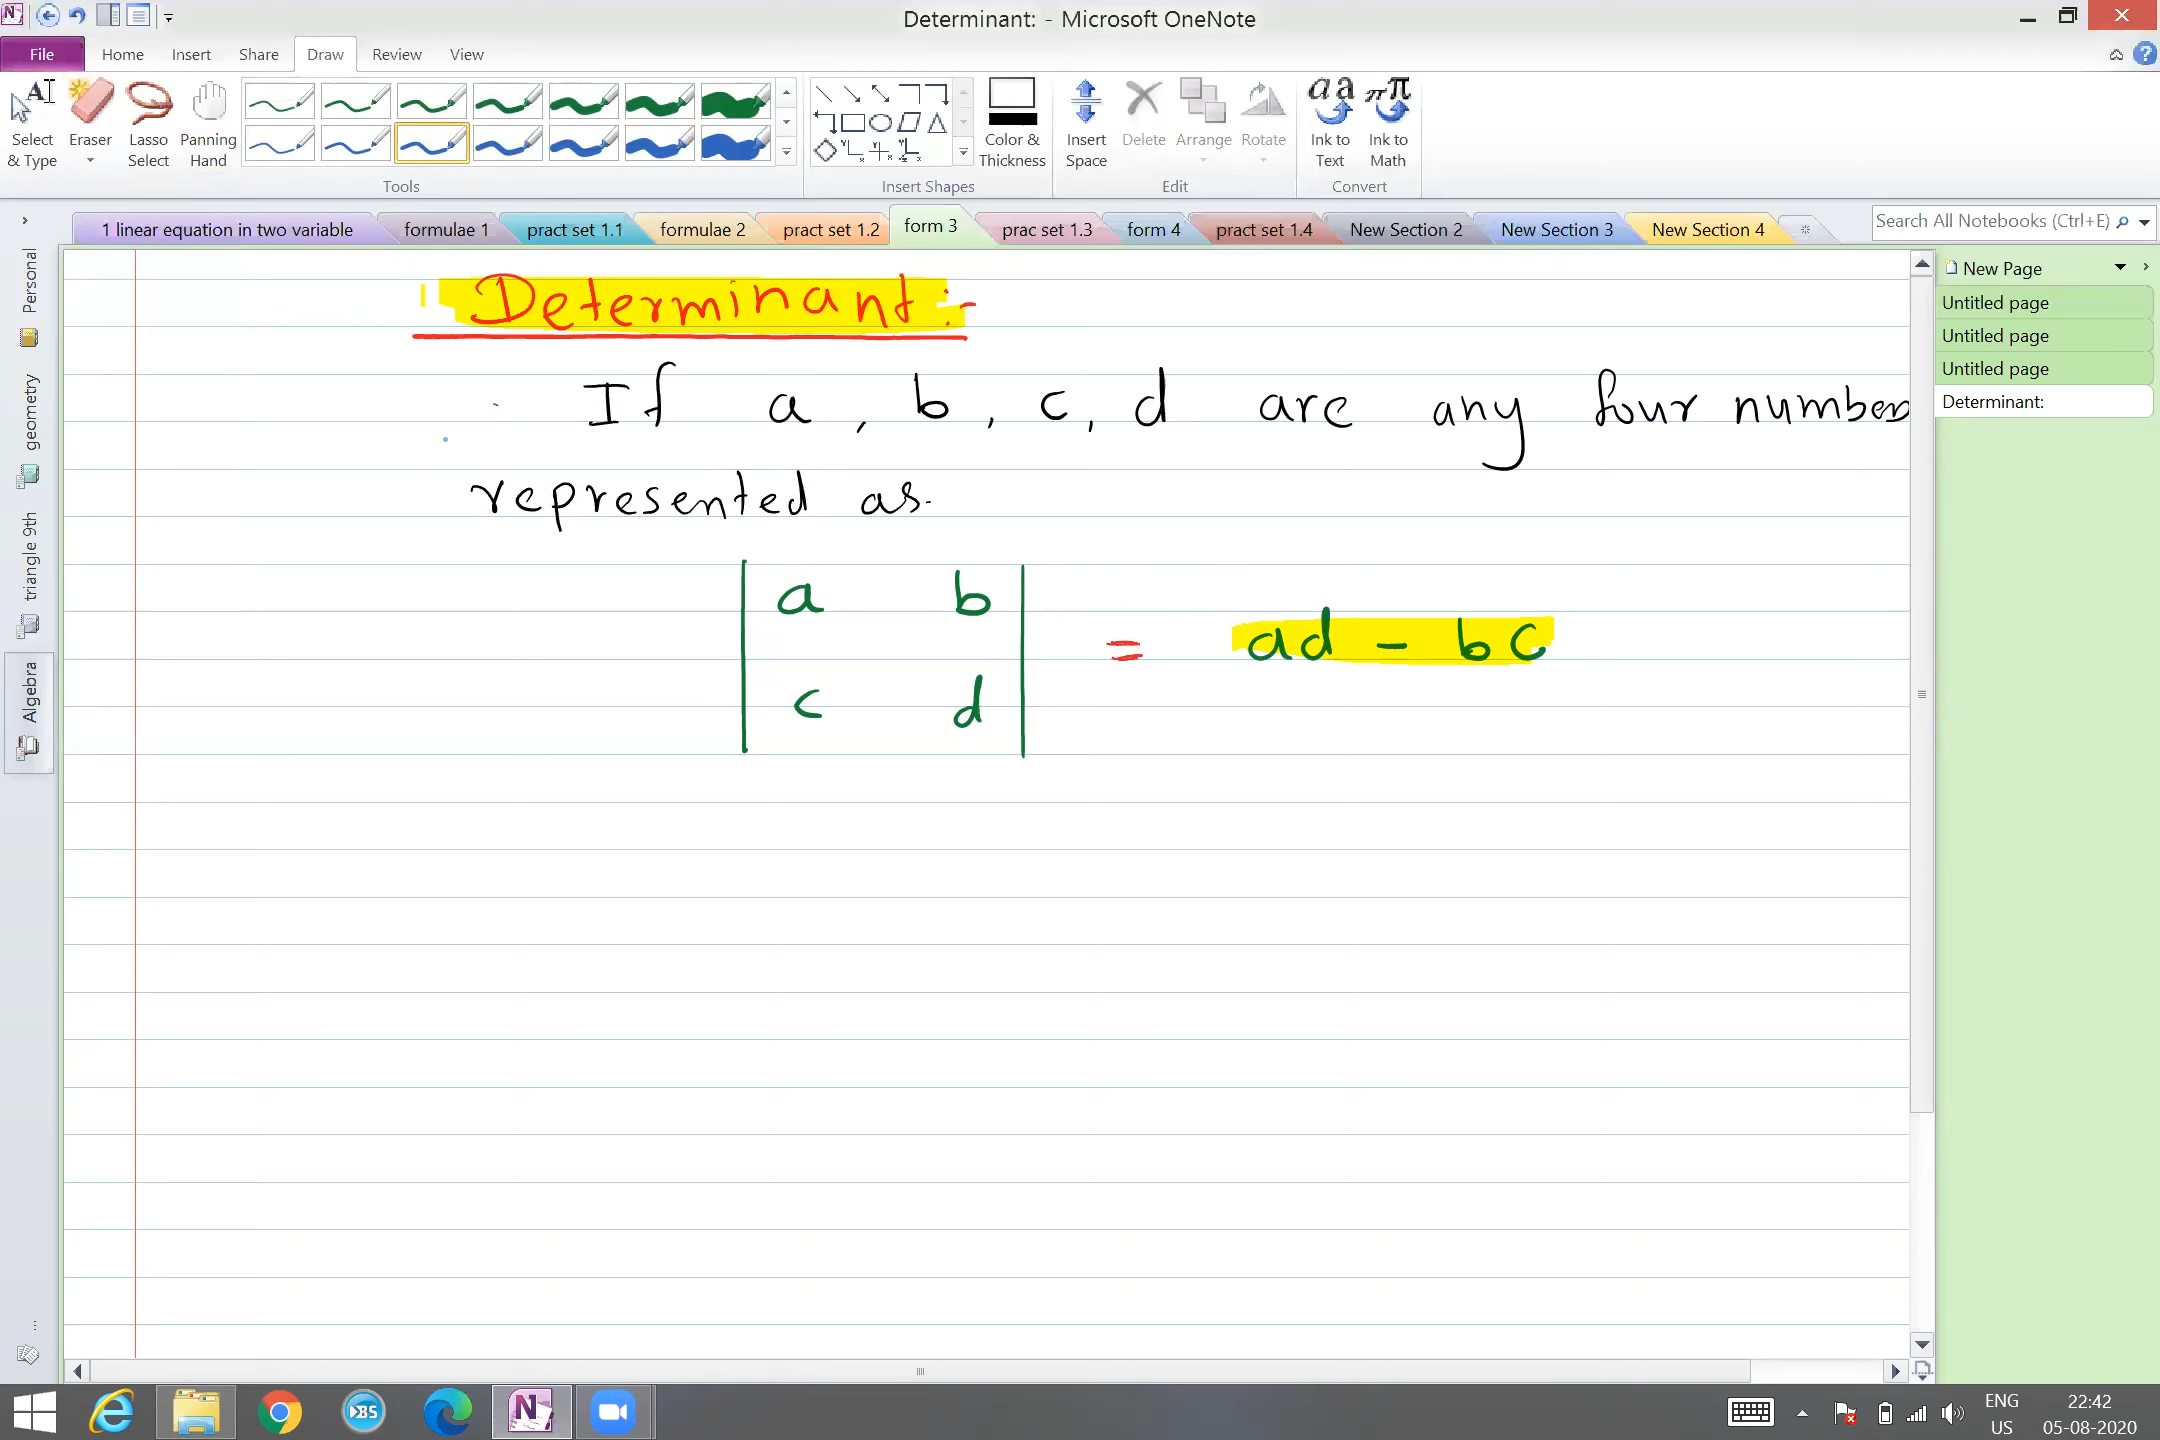 Determinant: - Microsoft OneNote
File Home Insert Share Draw Review View
Select & Type Eraser Lasso Select Panning Hand Color & Thickness Insert Space Delete Arrange Rotate Ink to Text Ink to Math
Tools Insert Shapes Edit Convert
1 linear equation in two variable formulae 1 pract set 1.1 formulae 2 pract set 1.2 form 3 prac set 1.3 form 4 pract set 1.4 New Section 2 New Section 3 New Section 4 Search All Notebooks (Ctrl+E)
Personal
geometry
triangle 9th
Algebra
New Page
Untitled page
Untitled page
Untitled page
Determinant:
Determinant :-
If a, b, c, d are any four numbers
represented as.
a b
= ad - bc
c d
ENG 22:42
US 05-08-2020